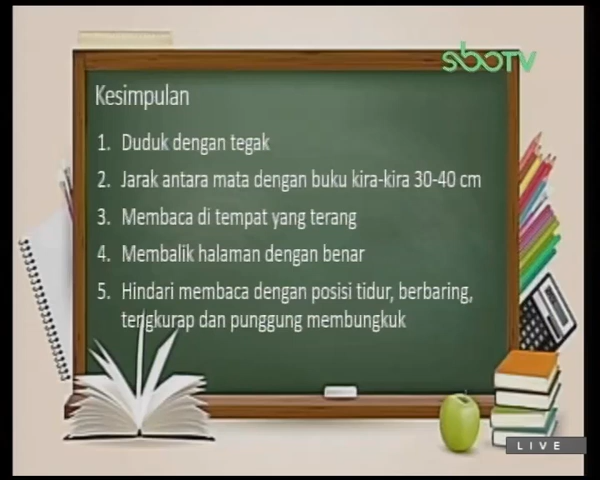 sboTV
Kesimpulan
1. Duduk dengan tegak
2. Jarak antara mata dengan buku kira-kira 30-40 cm
3. Membaca di tempat yang terang
4. Membalik halaman dengan benar
5. Hindari membaca dengan posisi tidur, berbaring,
tengkurap dan punggung membungkuk
LIVE